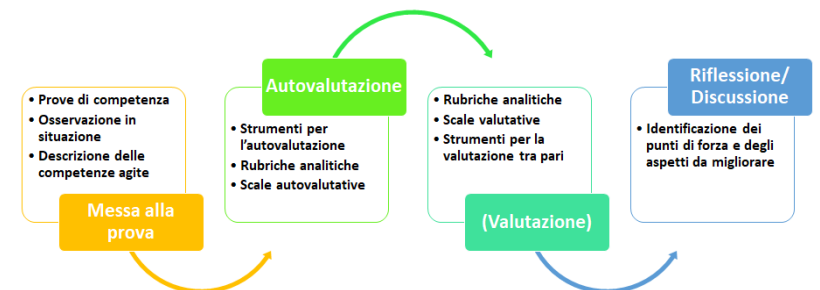 • Prove di competenza
• Osservazione in
situazione
• Descrizione delle
competenze agite
Messa alla
prova
Autovalutazione
• Strumenti per
l'autovalutazione
• Rubriche analitiche
• Scale autovalutative
• Rubriche analitiche
• Scale valutative
• Strumenti per la
valutazione tra pari
(Valutazione)
Riflessione/
Discussione
• Identificazione dei
punti di forza e degli
aspetti da migliorare